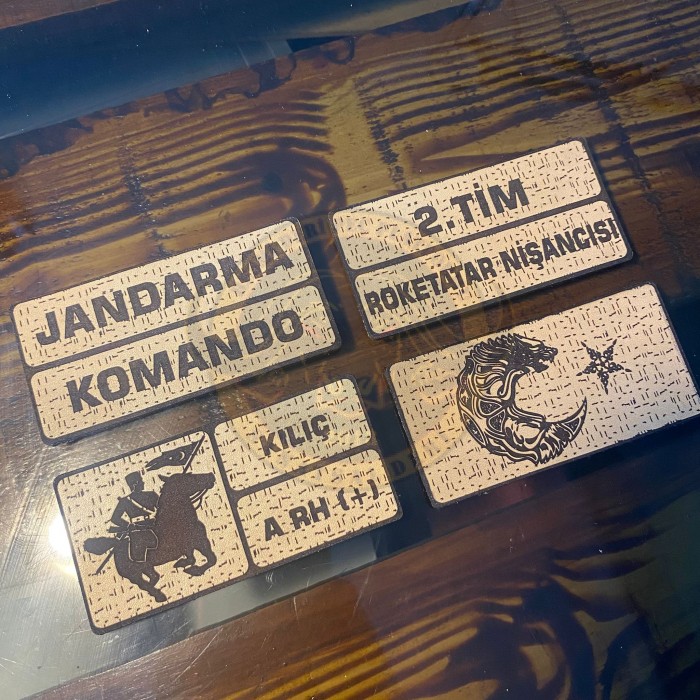 JANDARMA
KOMANDO
2.TİM
ROKETATAR NİŞANCISI
KILIÇ
A RH (+)